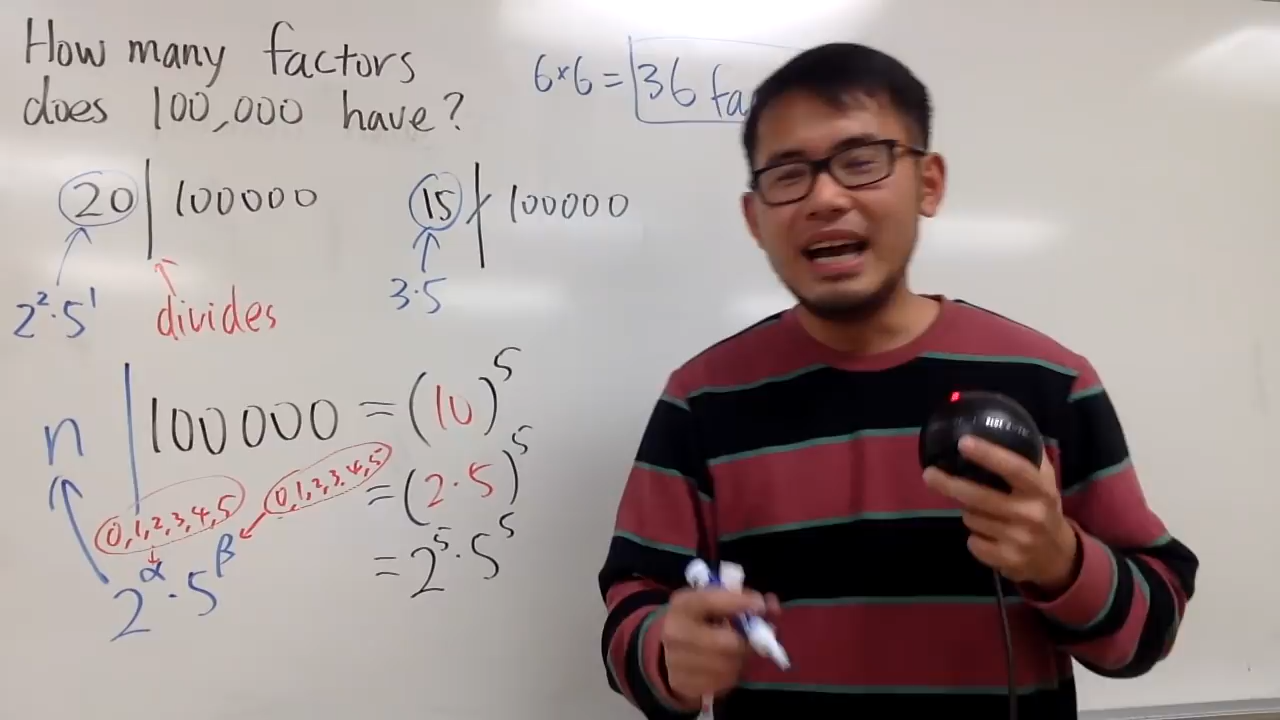 How many factors
does 100,000 have?
6×6 = 36 fa
20 | 100000
15 ∤ 100000
2²·5¹
divides
3·5
n | 100000 = (10)⁵
0,1,2,3,4,5
0,1,2,3,4,5
= (2·5)⁵
2^α·5^β
= 2⁵·5⁵